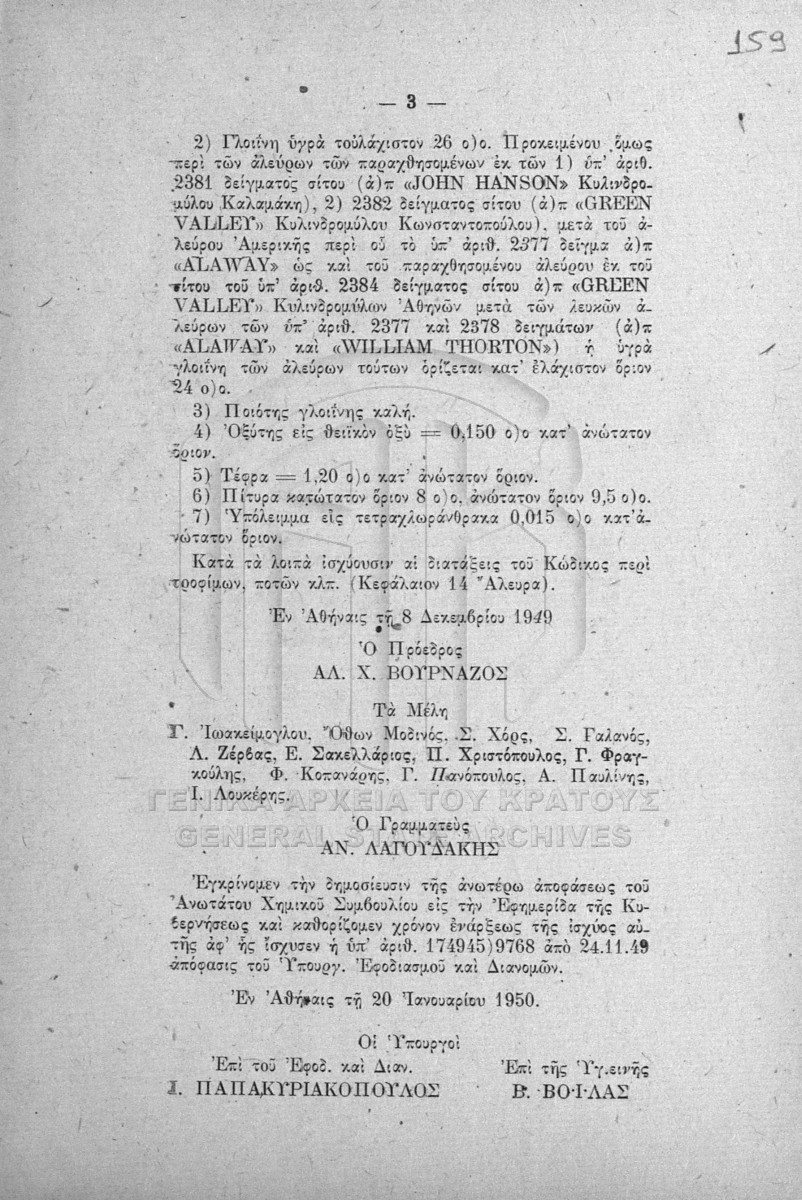 159
— 3 —
2) Γλοιΐνη ὑγρὰ τοὐλάχιστον 26 ο)ο. Προκειμένου ὅμως
περὶ τῶν ἀλεύρων τῶν παραχθησομένων ἐκ τῶν 1) ὑπ' ἀριθ.
2381 δείγματος σίτου (ἀ)π «JOHN HANSON» Κυλινδρο-
μύλου Καλαμάκη), 2) 2382 δείγματος σίτου (ἀ)π «GREEN
VALLEY» Κυλινδρομύλου Κωνσταντοπούλου). μετὰ τοῦ ἀ-
λεύρου Ἀμερικῆς περὶ οὗ τὸ ὑπ' ἀριθ. 2377 δεῖγμα ἀ)π
«ALAWAY» ὡς καὶ τοῦ παραχθησομένου ἀλεύρου ἐκ τοῦ
σίτου τοῦ ὑπ' ἀριθ. 2384 δείγματος σίτου ἀ)π «GREEN
VALLEY» Κυλινδρομύλων Ἀθηνῶν μετὰ τῶν λευκῶν ἀ-
λεύρων τῶν ὑπ' ἀριθ. 2377 καὶ 2378 δειγμάτων (ἀ)π
«ALAWAY» καὶ «WILLIAM THORTON») ἡ ὑγρὰ
γλοιΐνη τῶν ἀλεύρων τούτων ὁρίζεται κατ' ἐλάχιστον ὅριον
24 ο)ο.
3) Ποιότης γλοιΐνης καλή.
4) Ὀξύτης εἰς θειϊκὸν ὀξὺ = 0,150 ο)ο κατ' ἀνώτατον
ὅριον.
5) Τέφρα = 1,20 ο)ο κατ' ἀνώτατον ὅριον.
6) Πίτυρα κατώτατον ὅριον 8 ο)ο, ἀνώτατον ὅριον 9,5 ο)ο.
7) Ὑπόλειμμα εἰς τετραχλωράνθρακα 0,015 ο)ο κατ'ἀ-
νώτατον ὅριον.
Κατὰ τὰ λοιπὰ ἰσχύουσιν αἱ διατάξεις τοῦ Κώδικος περὶ
τροφίμων, ποτῶν κλπ. (Κεφάλαιον 14 Ἄλευρα).
Ἐν Ἀθήναις τῇ 8 Δεκεμβρίου 1949
Ὁ Πρόεδρος
ΑΛ. Χ. ΒΟΥΡΝΑΖΟΣ
Τὰ Μέλη
Γ. Ἰωακείμογλου, Ὄθων Μοδινός, Σ. Χόρς, Σ. Γαλανός,
Λ. Ζέρβας, Ε. Σακελλάριος, Π. Χριστόπουλος, Γ. Φραγ-
κούλης, Φ. Κοπανάρης, Γ. Πανόπουλος, Α. Παυλίνης,
Ι. Λουκέρης.
ΓΕΝΙΚΑ ΑΡΧΕΙΑ ΤΟΥ ΚΡΑΤΟΥΣ
GENERAL STATE ARCHIVES
Ὁ Γραμματεὺς
ΑΝ. ΛΑΓΟΥΔΑΚΗΣ
Ἐγκρίνομεν τὴν δημοσίευσιν τῆς ἀνωτέρω ἀποφάσεως τοῦ
Ἀνωτάτου Χημικοῦ Συμβουλίου εἰς τὴν Ἐφημερίδα τῆς Κυ-
βερνήσεως καὶ καθορίζομεν χρόνον ἐνάρξεως τῆς ἰσχύος αὐ-
τῆς ἀφ' ἧς ἴσχυσεν ἡ ὑπ' ἀριθ. 174945)9768 ἀπὸ 24.11.49
ἀπόφασις τοῦ Ὑπουργ. Ἐφοδιασμοῦ καὶ Διανομῶν.
Ἐν Ἀθήναις τῇ 20 Ἰανουαρίου 1950.
Οἱ Ὑπουργοὶ
Ἐπὶ τοῦ Ἐφοδ. καὶ Διαν. Ἐπὶ τῆς Ὑγιεινῆς
Ι. ΠΑΠΑΚΥΡΙΑΚΟΠΟΥΛΟΣ Β. ΒΟ·Ι·ΛΑΣ